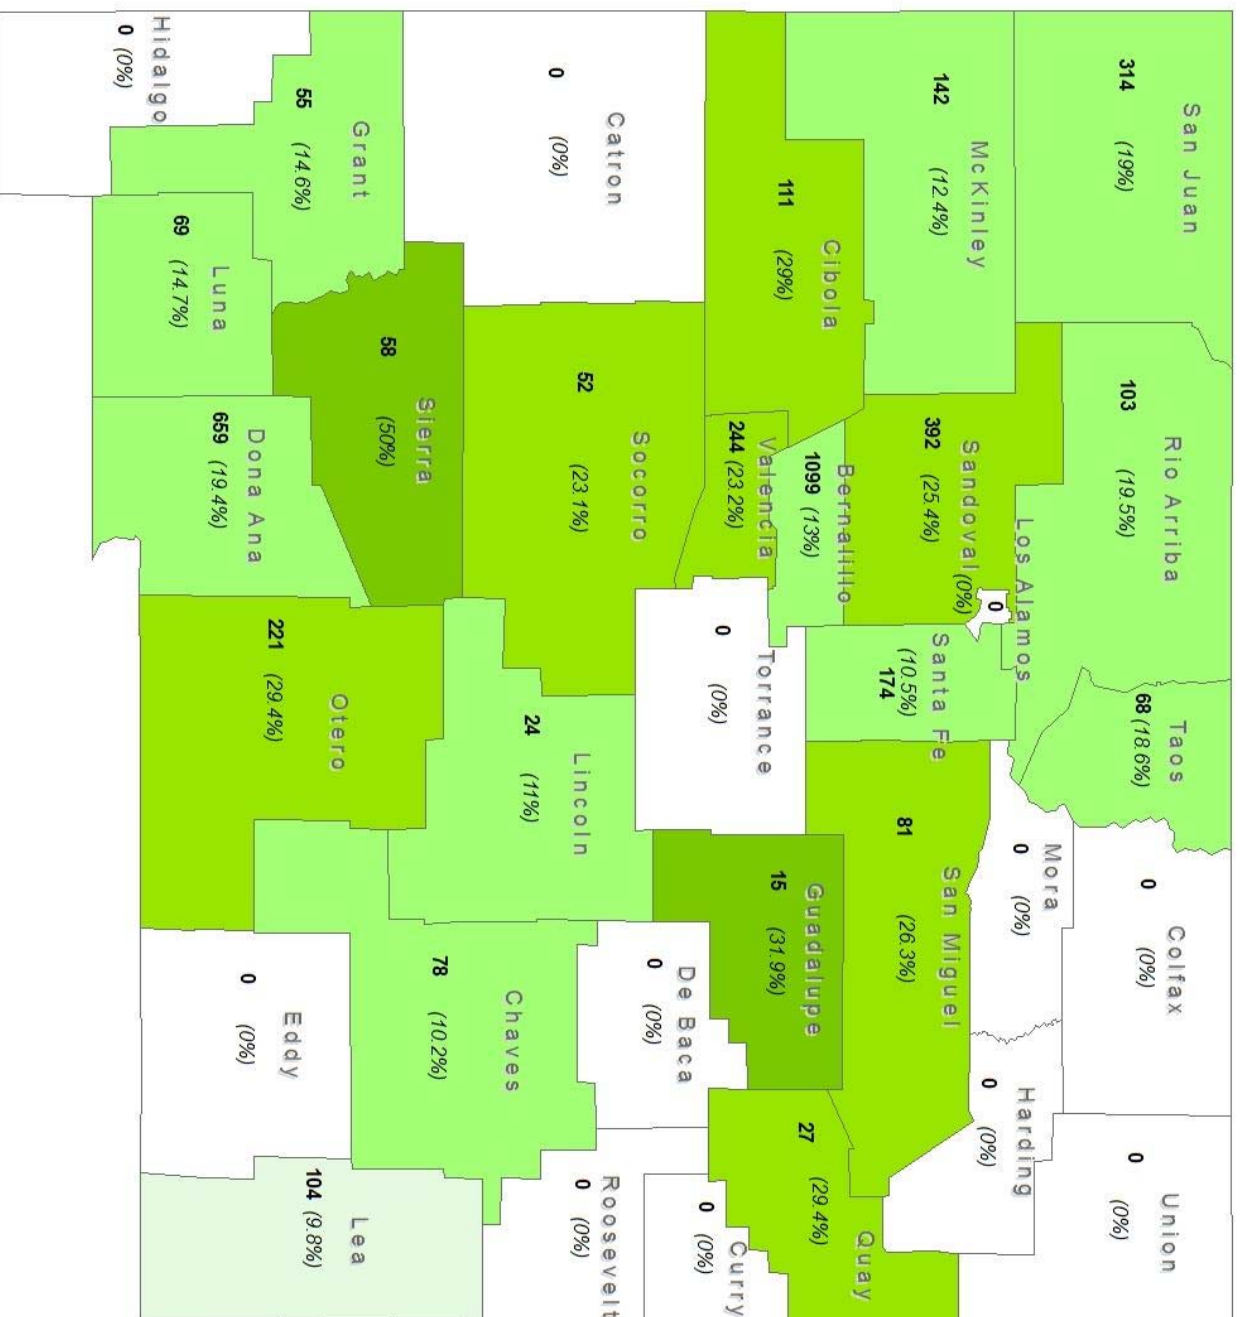 San Juan
314 (19%)
Rio Arriba
103 (19.5%)
Taos
68 (18.6%)
Colfax
0 (0%)
Union
0 (0%)
McKinley
142 (12.4%)
Sandoval
392 (25.4%)
Los Alamos
0
(0%)
Santa Fe
(10.5%)
174
Mora
0 (0%)
Harding
0 (0%)
San Miguel
81 (26.3%)
Cibola
111 (29%)
Bernalillo
1099 (13%)
Valencia
244 (23.2%)
Torrance
0 (0%)
Guadalupe
15 (31.9%)
Quay
27 (29.4%)
Curry
0 (0%)
Catron
0 (0%)
Socorro
52 (23.1%)
Lincoln
24 (11%)
De Baca
0 (0%)
Roosevelt
0 (0%)
Chaves
78 (10.2%)
Sierra
58 (50%)
Grant
55 (14.6%)
Otero
221 (29.4%)
Eddy
0 (0%)
Lea
104 (9.8%)
Luna
69 (14.7%)
Dona Ana
659 (19.4%)
Hidalgo
0 (0%)